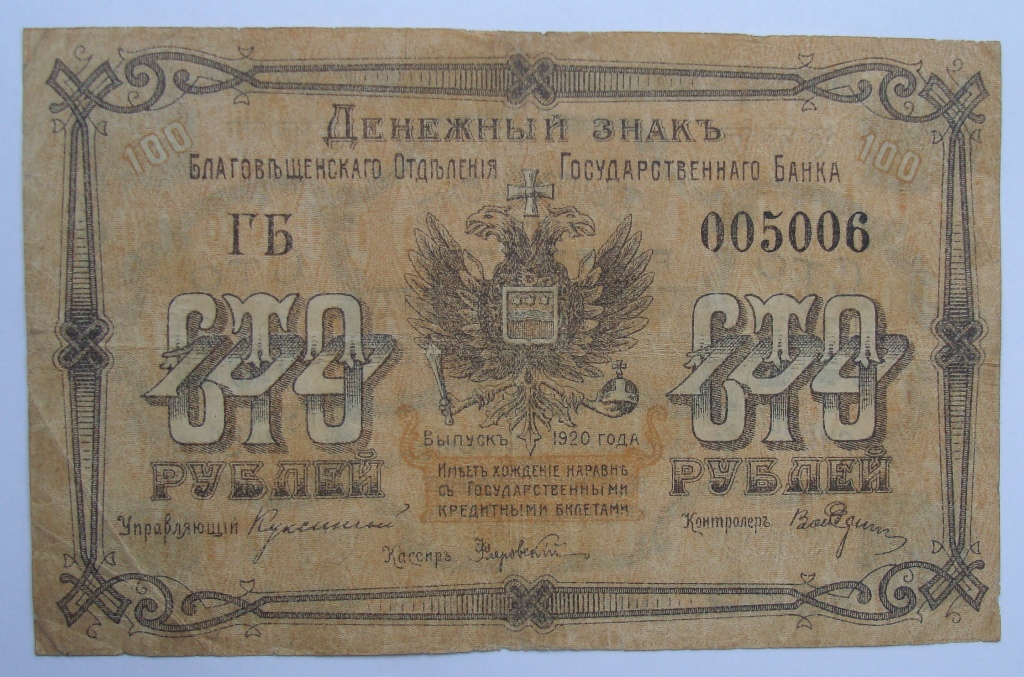 Денежный знакъ
100 100
Благовѣщенскаго Отдѣленія Государственнаго Банка
ГБ 005006
СТО СТО
Выпускъ 1920 года
РУБЛЕЙ РУБЛЕЙ
Имѣетъ хожденіе наравнѣ
съ Государственными
кредитными билетами
Управляющій Контролеръ
Кассиръ